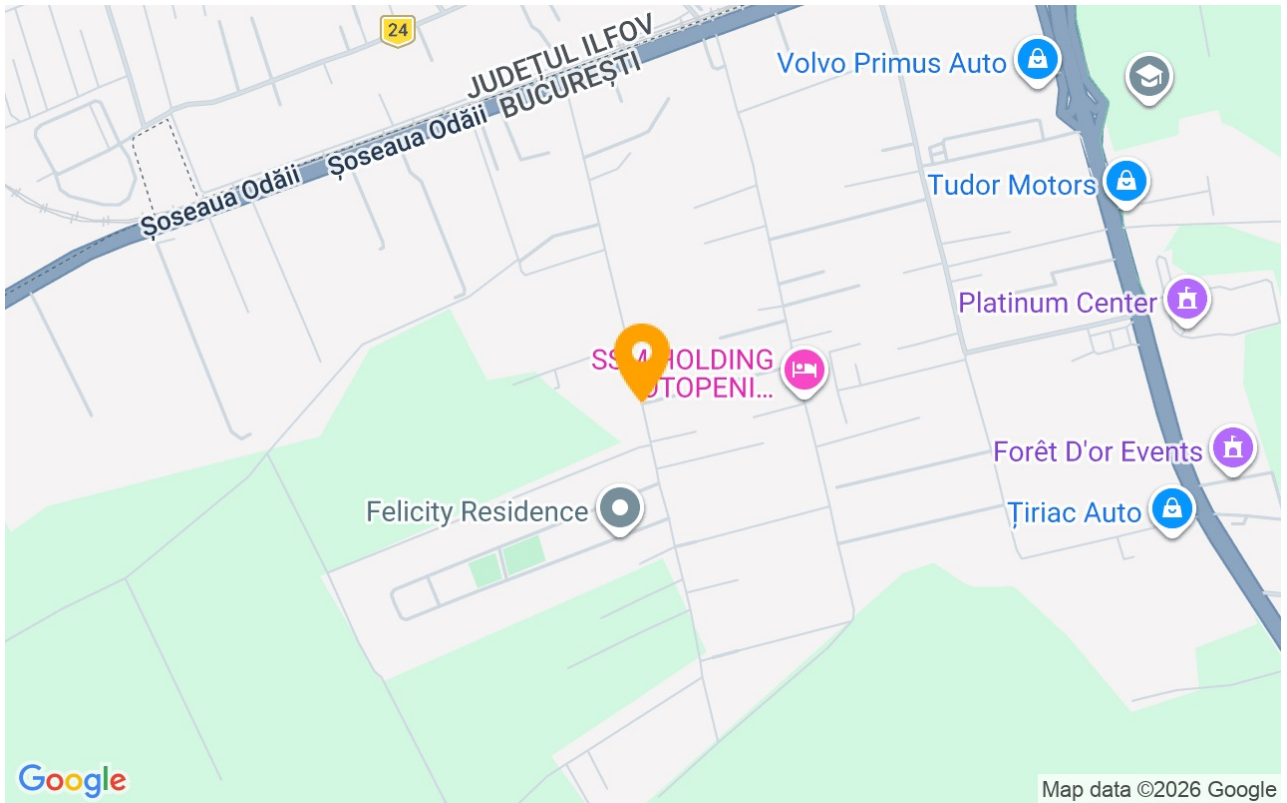 24
JUDEȚUL ILFOV
BUCUREȘTI
Volvo Primus Auto
Șoseaua Odăii
Șoseaua Odăii
Tudor Motors
Platinum Center
HOLDING
Forêt D'or Events
Felicity Residence
Țiriac Auto
Google
Map data ©2026 Google